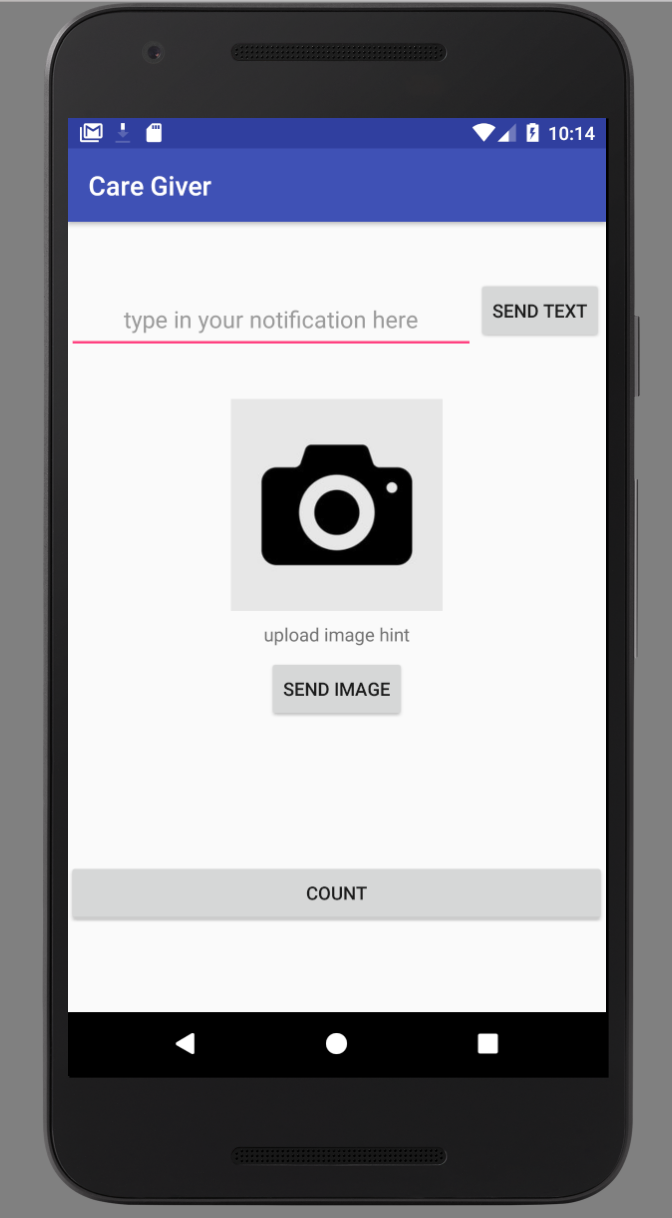 10:14
Care Giver
type in your notification here
SEND TEXT
upload image hint
SEND IMAGE
COUNT